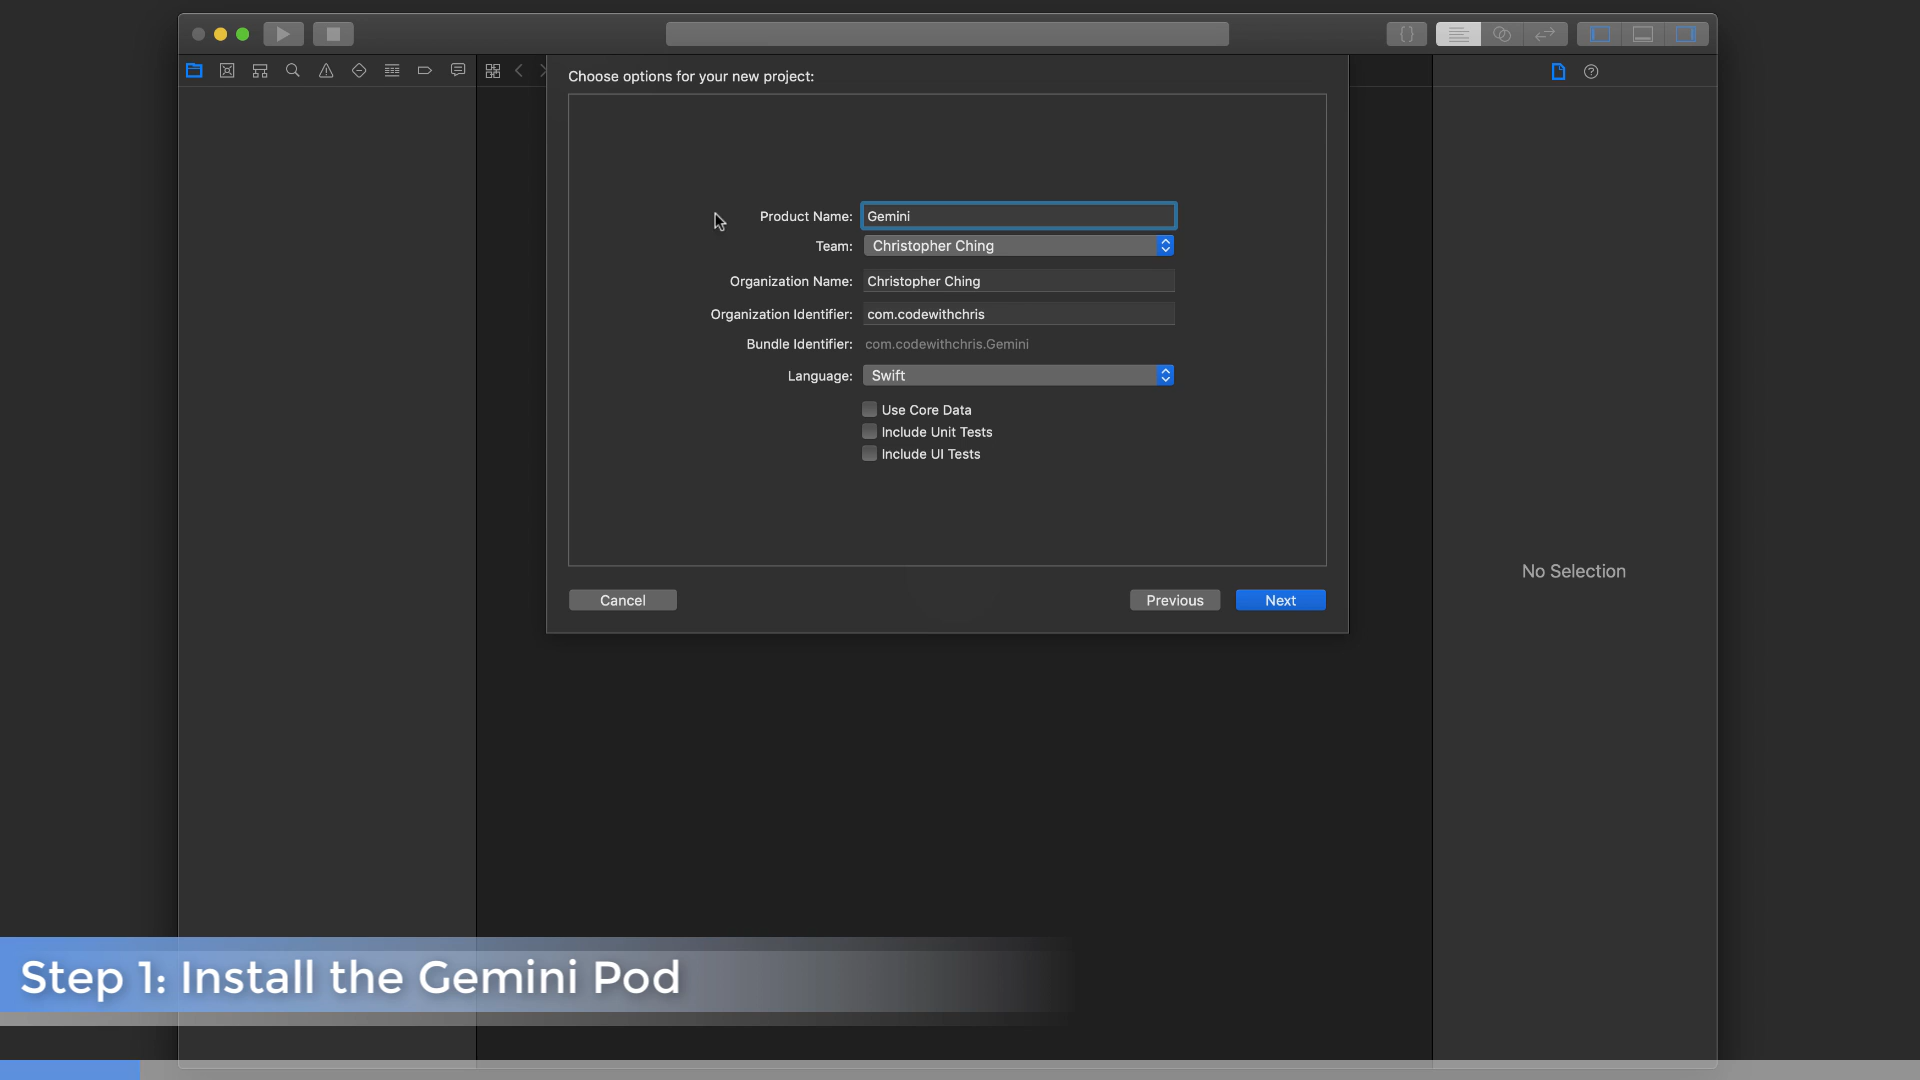 Choose options for your new project:
Product Name: Gemini
Team: Christopher Ching
Organization Name: Christopher Ching
Organization Identifier: com.codewithchris
Bundle Identifier: com.codewithchris.Gemini
Language: Swift
Use Core Data
Include Unit Tests
Include UI Tests
No Selection
Cancel
Previous
Next
Step 1: Install the Gemini Pod